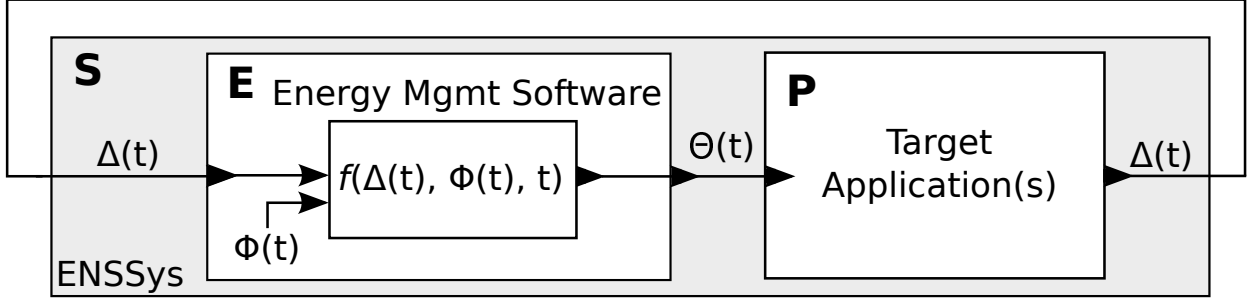 S
E
Energy Mgmt Software
P
Δ(t)
f(Δ(t), Φ(t), t)
Θ(t)
Target
Application(s)
Δ(t)
Φ(t)
ENSSys